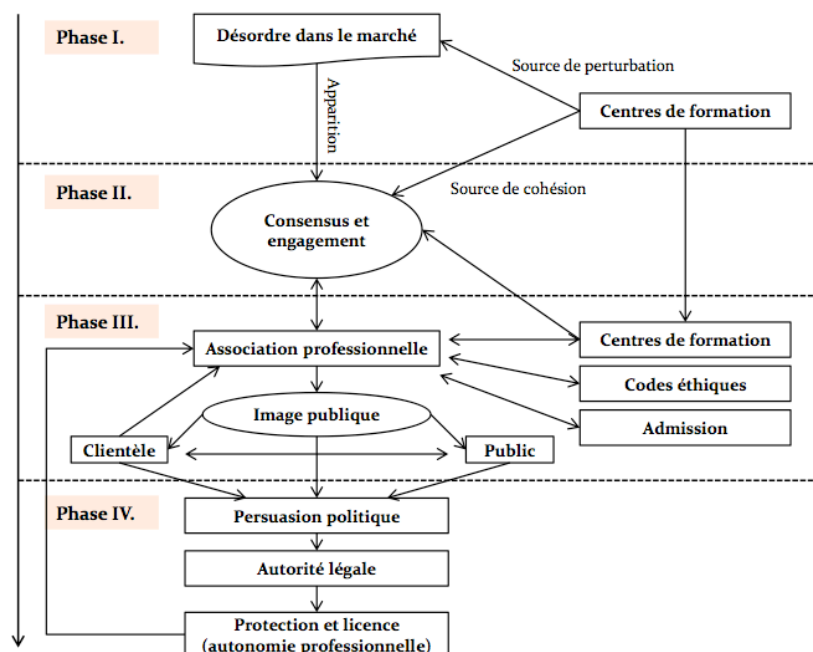 Phase I.
Désordre dans le marché
Source de perturbation
Apparition
Centres de formation
Phase II.
Source de cohésion
Consensus et
engagement
Phase III.
Association professionnelle
Centres de formation
Codes éthiques
Image publique
Admission
Clientèle
Public
Phase IV.
Persuasion politique
Autorité légale
Protection et licence
(autonomie professionnelle)